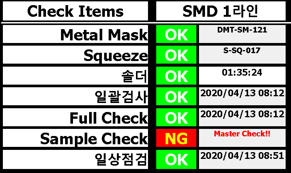 Check Items SMD 1라인
Metal Mask OK DMT-SM-121
Squeeze OK S-SQ-017
솔더 OK 01:35:24
일괄검사 OK 2020/04/13 08:12
Full Check OK 2020/04/13 08:12
Sample Check NG Master Check!!
일상점검 OK 2020/04/13 08:51